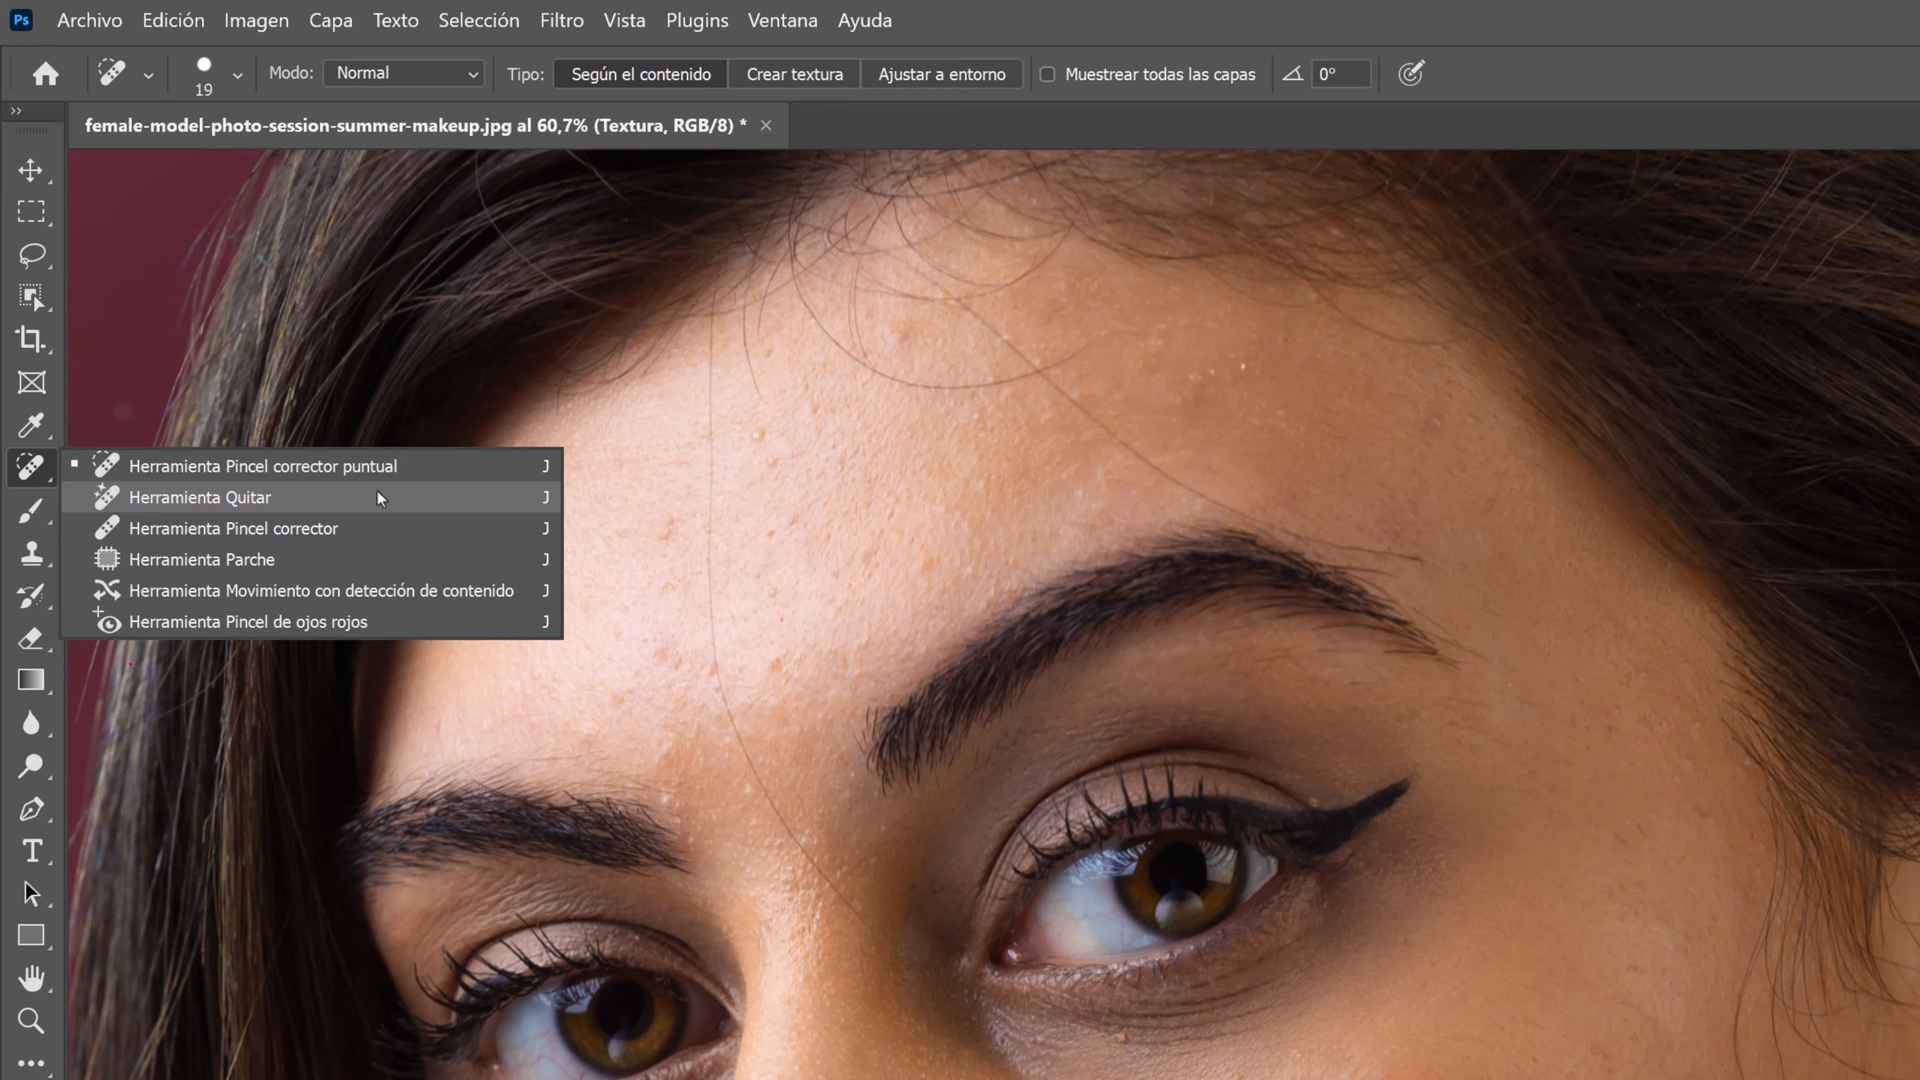 Ps Archivo Edición Imagen Capa Texto Selección Filtro Vista Plugins Ventana Ayuda
19 Modo: Normal Tipo: Según el contenido Crear textura Ajustar a entorno Muestrear todas las capas 0°
female-model-photo-session-summer-makeup.jpg al 60,7% (Textura, RGB/8) *
Herramienta Pincel corrector puntual J
Herramienta Quitar J
Herramienta Pincel corrector J
Herramienta Parche J
Herramienta Movimiento con detección de contenido J
Herramienta Pincel de ojos rojos J